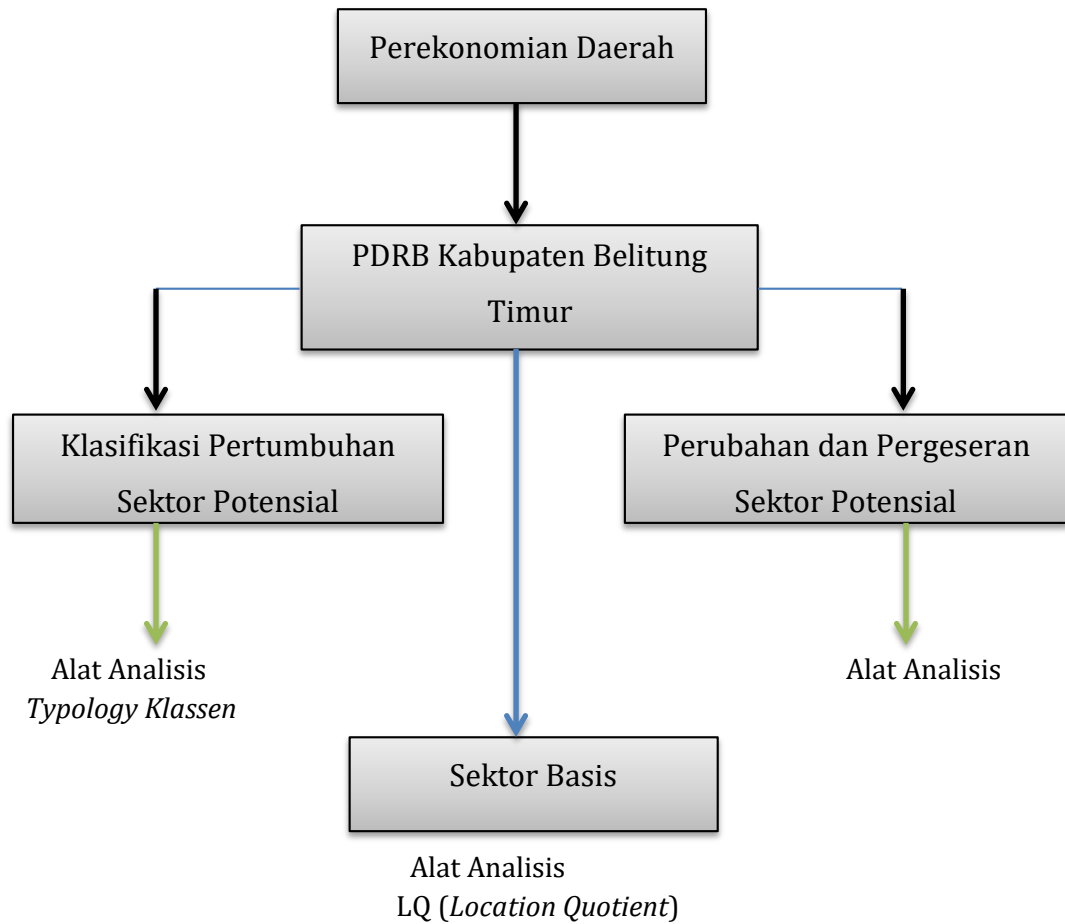 Perekonomian Daerah
PDRB Kabupaten Belitung
Timur
Klasifikasi Pertumbuhan
Sektor Potensial
Perubahan dan Pergeseran
Sektor Potensial
Alat Analisis
Typology Klassen
Alat Analisis
Sektor Basis
Alat Analisis
LQ (Location Quotient)